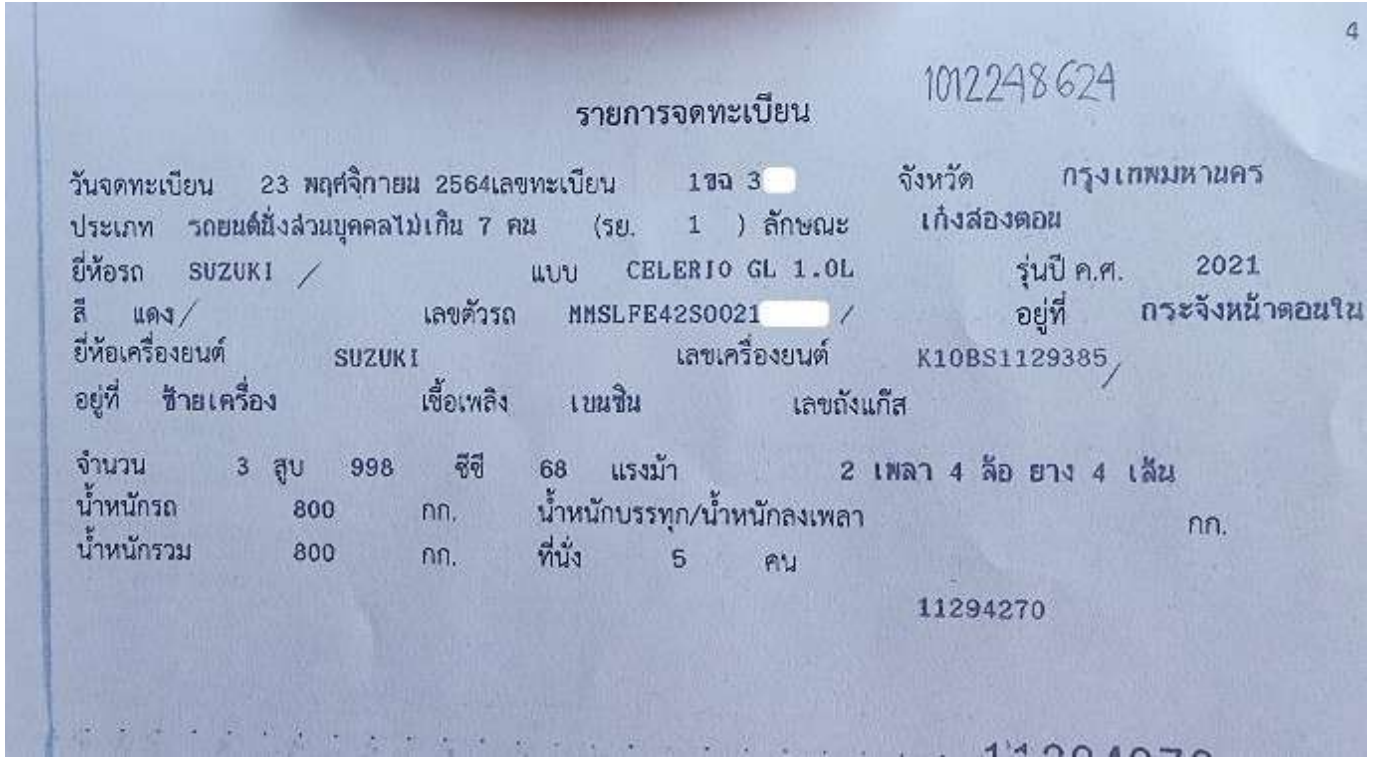 4
1012248624
รายการจดทะเบียน
วันจดทะเบียน 23 พฤศจิกายน 2564เลขทะเบียน 1ขฉ 3 จังหวัด กรุงเทพมหานคร
ประเภท รถยนต์นั่งส่วนบุคคลไม่เกิน 7 คน (รย. 1 ) ลักษณะ เก๋งสองตอน
ยี่ห้อรถ SUZUKI / แบบ CELERIO GL 1.0L รุ่นปี ค.ศ. 2021
สี แดง/ เลขตัวรถ MMSLFE42S0021 / อยู่ที่ กระจังหน้าตอนใน
ยี่ห้อเครื่องยนต์ SUZUKI เลขเครื่องยนต์ K10BS1129385/
อยู่ที่ ซ้ายเครื่อง เชื้อเพลิง เบนซิน เลขถังแก๊ส
จำนวน 3 สูบ 998 ซีซี 68 แรงม้า 2 เพลา 4 ล้อ ยาง 4 เส้น
น้ำหนักรถ 800 กก. น้ำหนักบรรทุก/น้ำหนักลงเพลา กก.
น้ำหนักรวม 800 กก. ที่นั่ง 5 คน
11294270